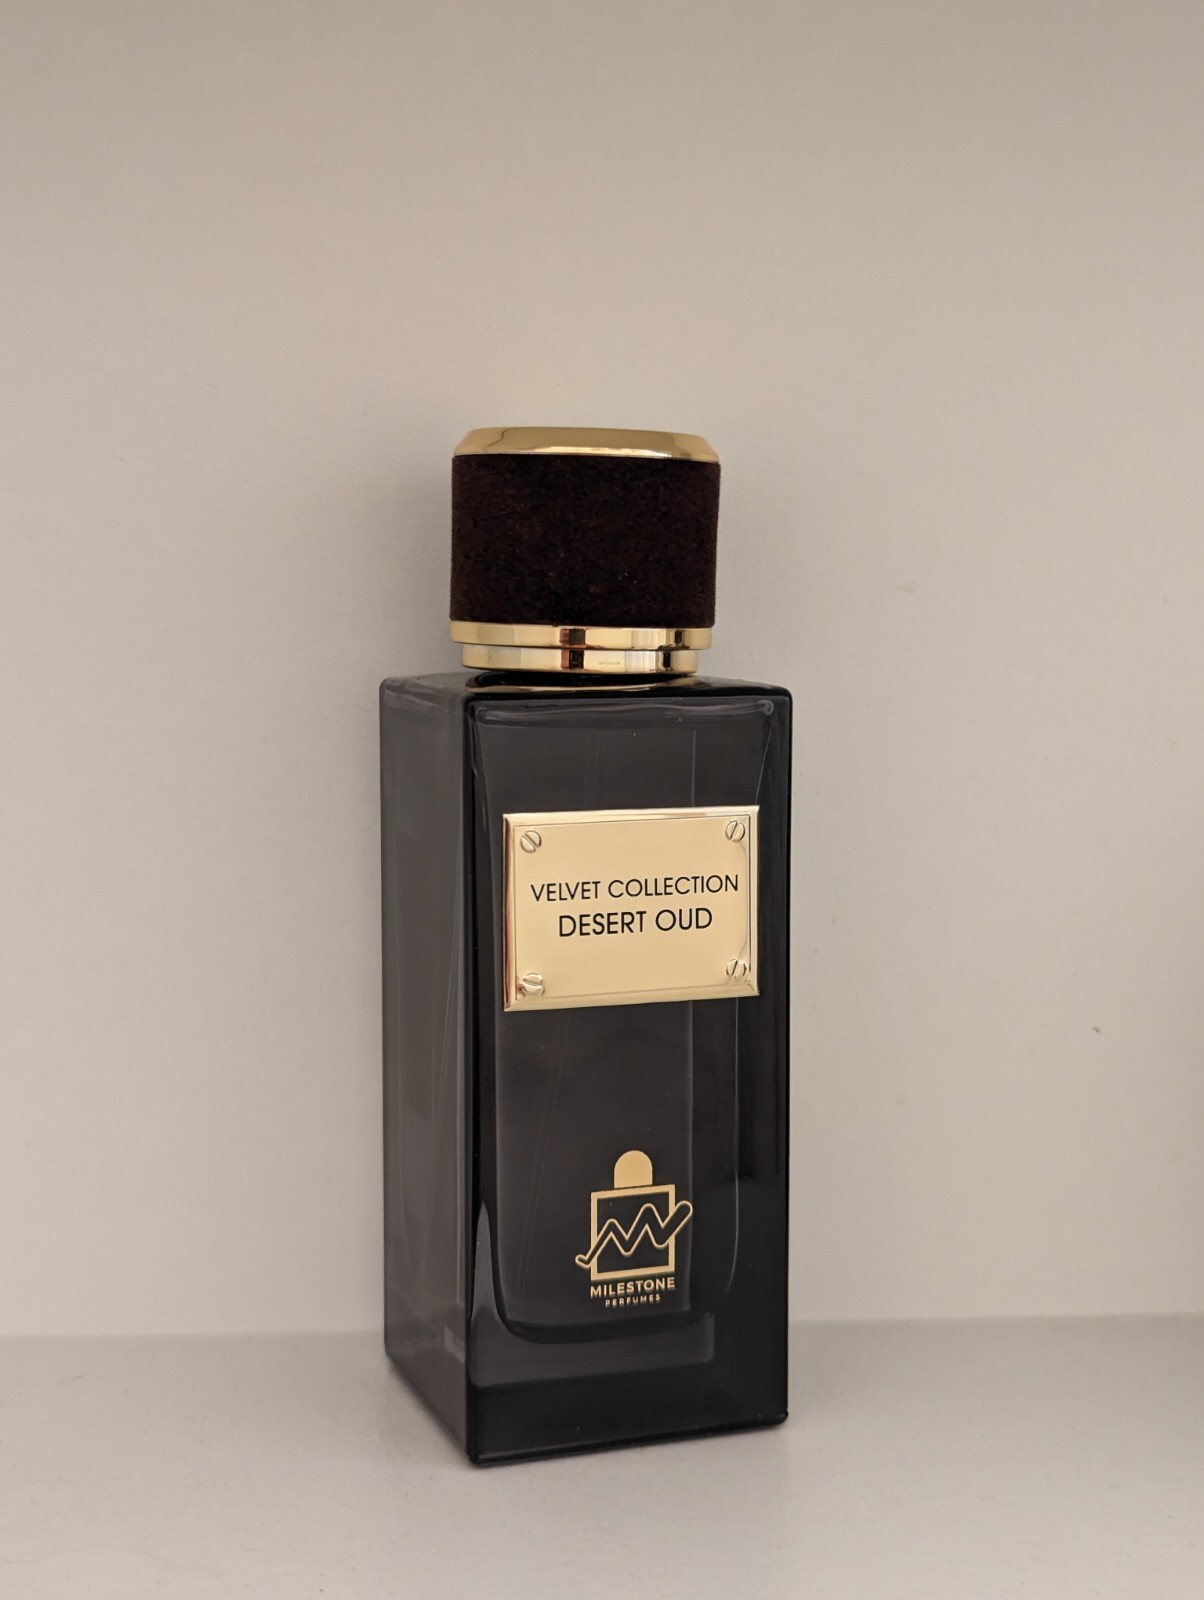 VELVET COLLECTION
DESERT OUD
MILESTONE
PERFUMES